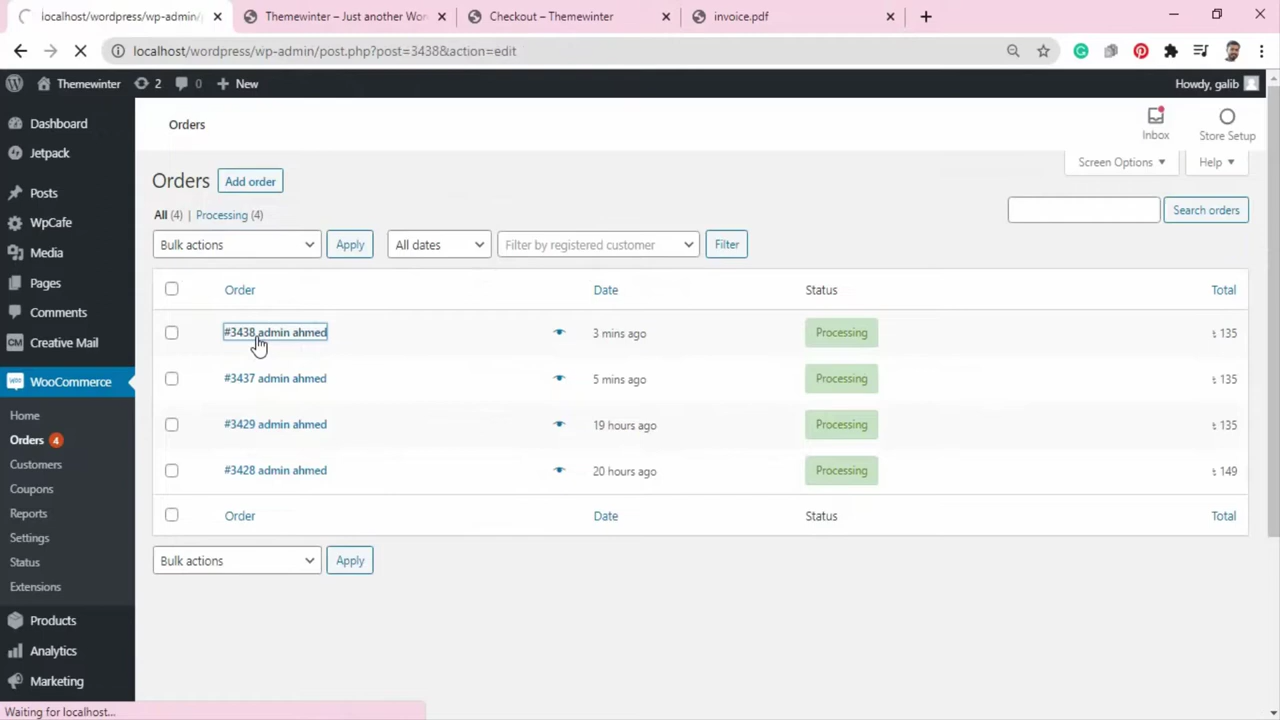 localhost/wordpress/wp-admin/p
Themewinter – Just another Wor
Checkout – Themewinter
invoice.pdf
localhost/wordpress/wp-admin/post.php?post=3438&action=edit
Themewinter
2
0
New
Howdy, galib
Dashboard
Jetpack
Posts
WpCafe
Media
Pages
Comments
CM
Creative Mail
WooCommerce
Home
Orders 4
Customers
Coupons
Reports
Settings
Status
Extensions
Products
Analytics
Marketing
Orders
Inbox
Store Setup
Screen Options
Help
Orders
Add order
All (4) | Processing (4)
Search orders
Bulk actions
Apply
All dates
Filter by registered customer
Filter
Order Date Status Total
#3438 admin ahmed 3 mins ago Processing ৳ 135
#3437 admin ahmed 5 mins ago Processing ৳ 135
#3429 admin ahmed 19 hours ago Processing ৳ 135
#3428 admin ahmed 20 hours ago Processing ৳ 149
Order Date Status Total
Bulk actions
Apply
Waiting for localhost...